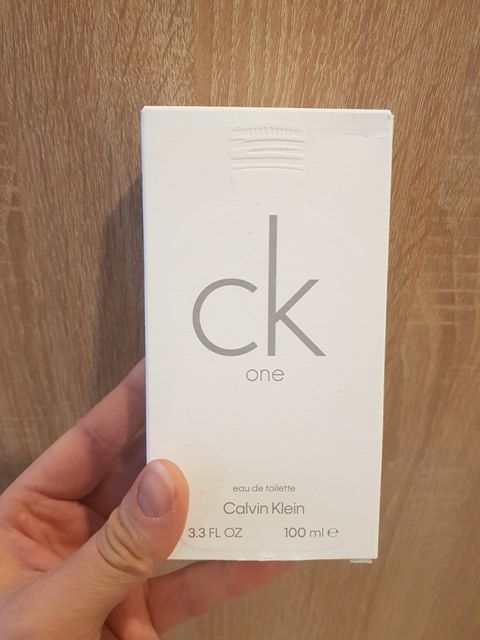 ck
one
eau de toilette
Calvin Klein
3.3 FL OZ 100 ml ℮